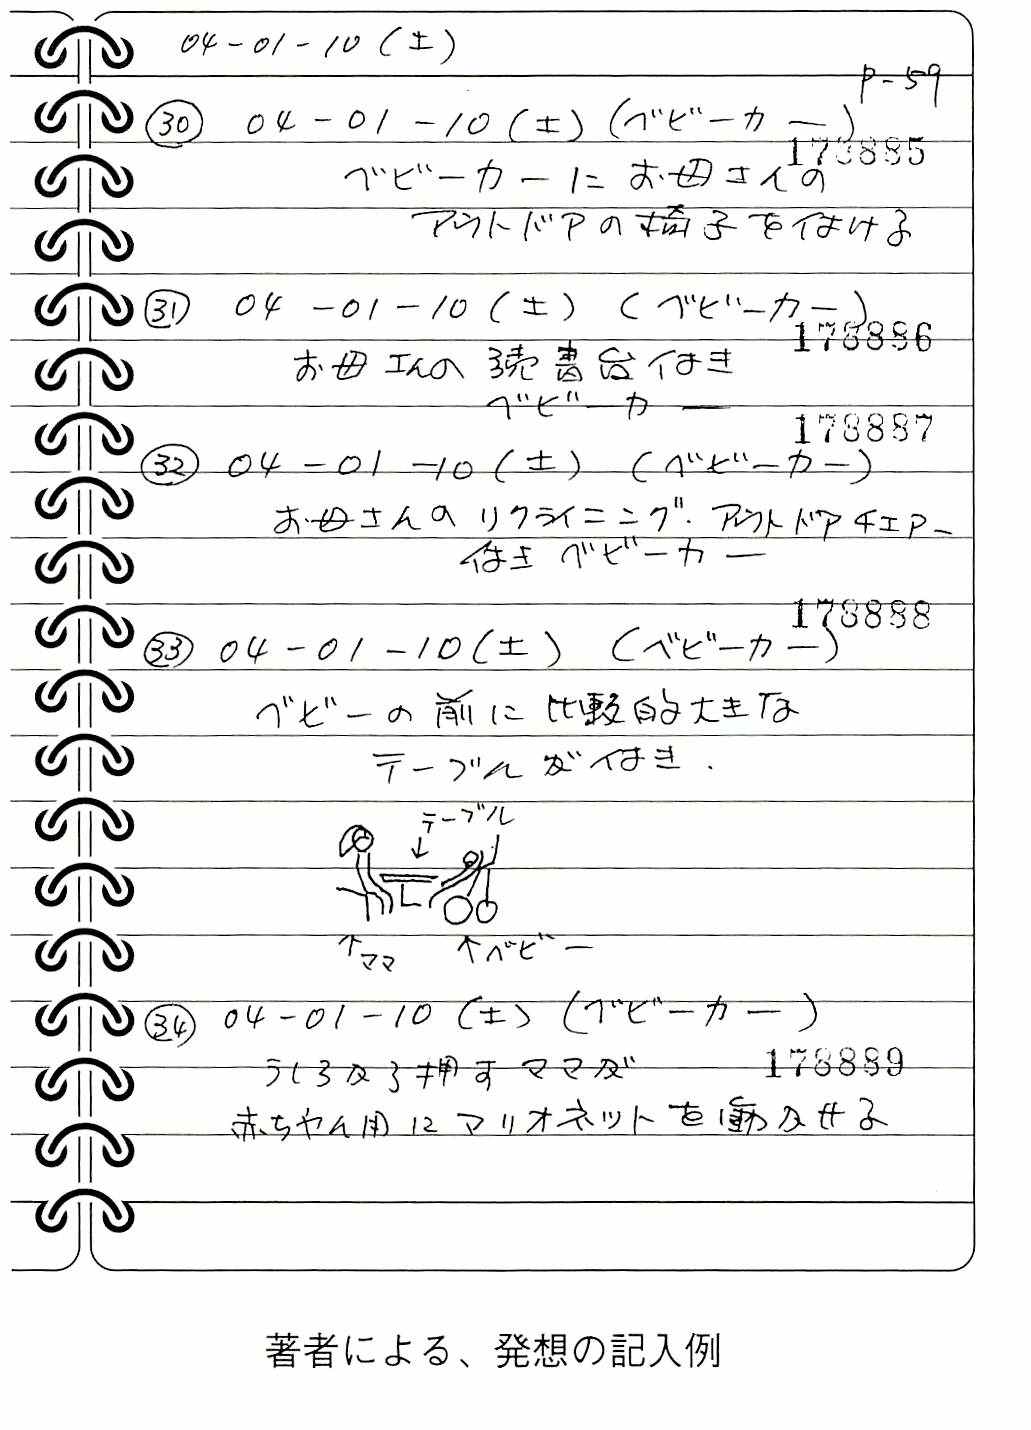 04-01-10(土)
P-59
㉚ 04-01-10(土)(ベビーカー)
178885
ベビーカーにお母さんの
アウトドアの椅子を付ける
㉛ 04-01-10(土)(ベビーカー)
178886
お母さんの読書台付き
ベビーカー
178887
㉜ 04-01-10(土)(ベビーカー)
お母さんのリクライニング・アウトドアチェアー
付きベビーカー
178888
㉝ 04-01-10(土)(ベビーカー)
ベビーの前に比較的大きな
テーブルが付き.
テーブル
↓
↑ママ
↑ベビー
㉞ 04-01-10(土)(ベビーカー)
178889
うしろから押すママが
赤ちゃん用にマリオネットを働かせる
著者による、発想の記入例